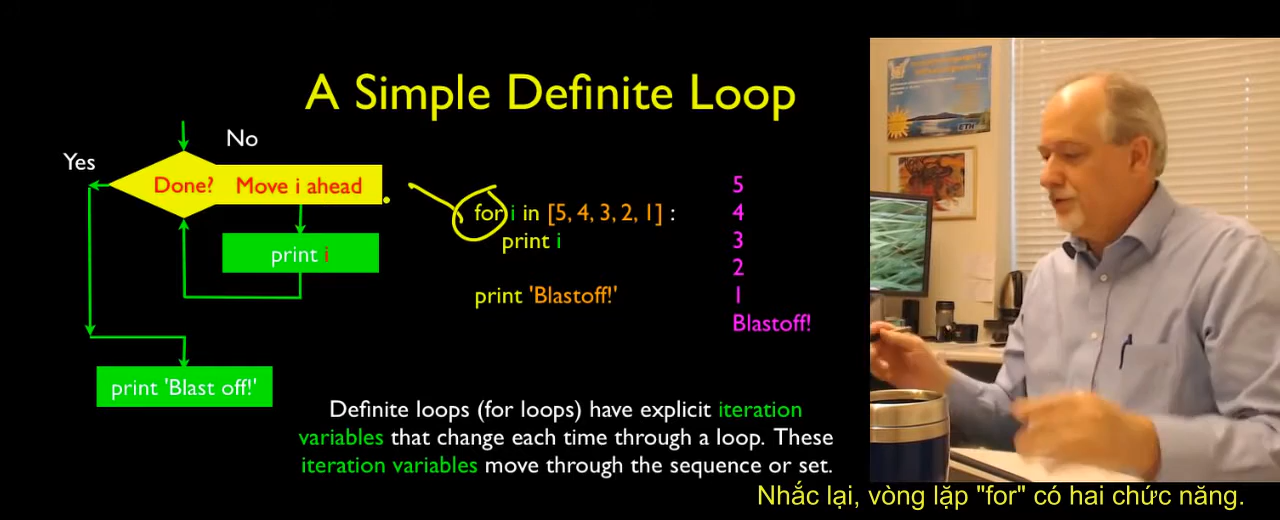 A Simple Definite Loop
No
Yes
Done?
Move i ahead
print i
print 'Blast off!'
for i in [5, 4, 3, 2, 1] :
print i
print 'Blastoff!'
5
4
3
2
1
Blastoff!
Definite loops (for loops) have explicit iteration
variables that change each time through a loop. These
iteration variables move through the sequence or set.
ETH
Nhắc lại, vòng lặp "for" có hai chức năng.